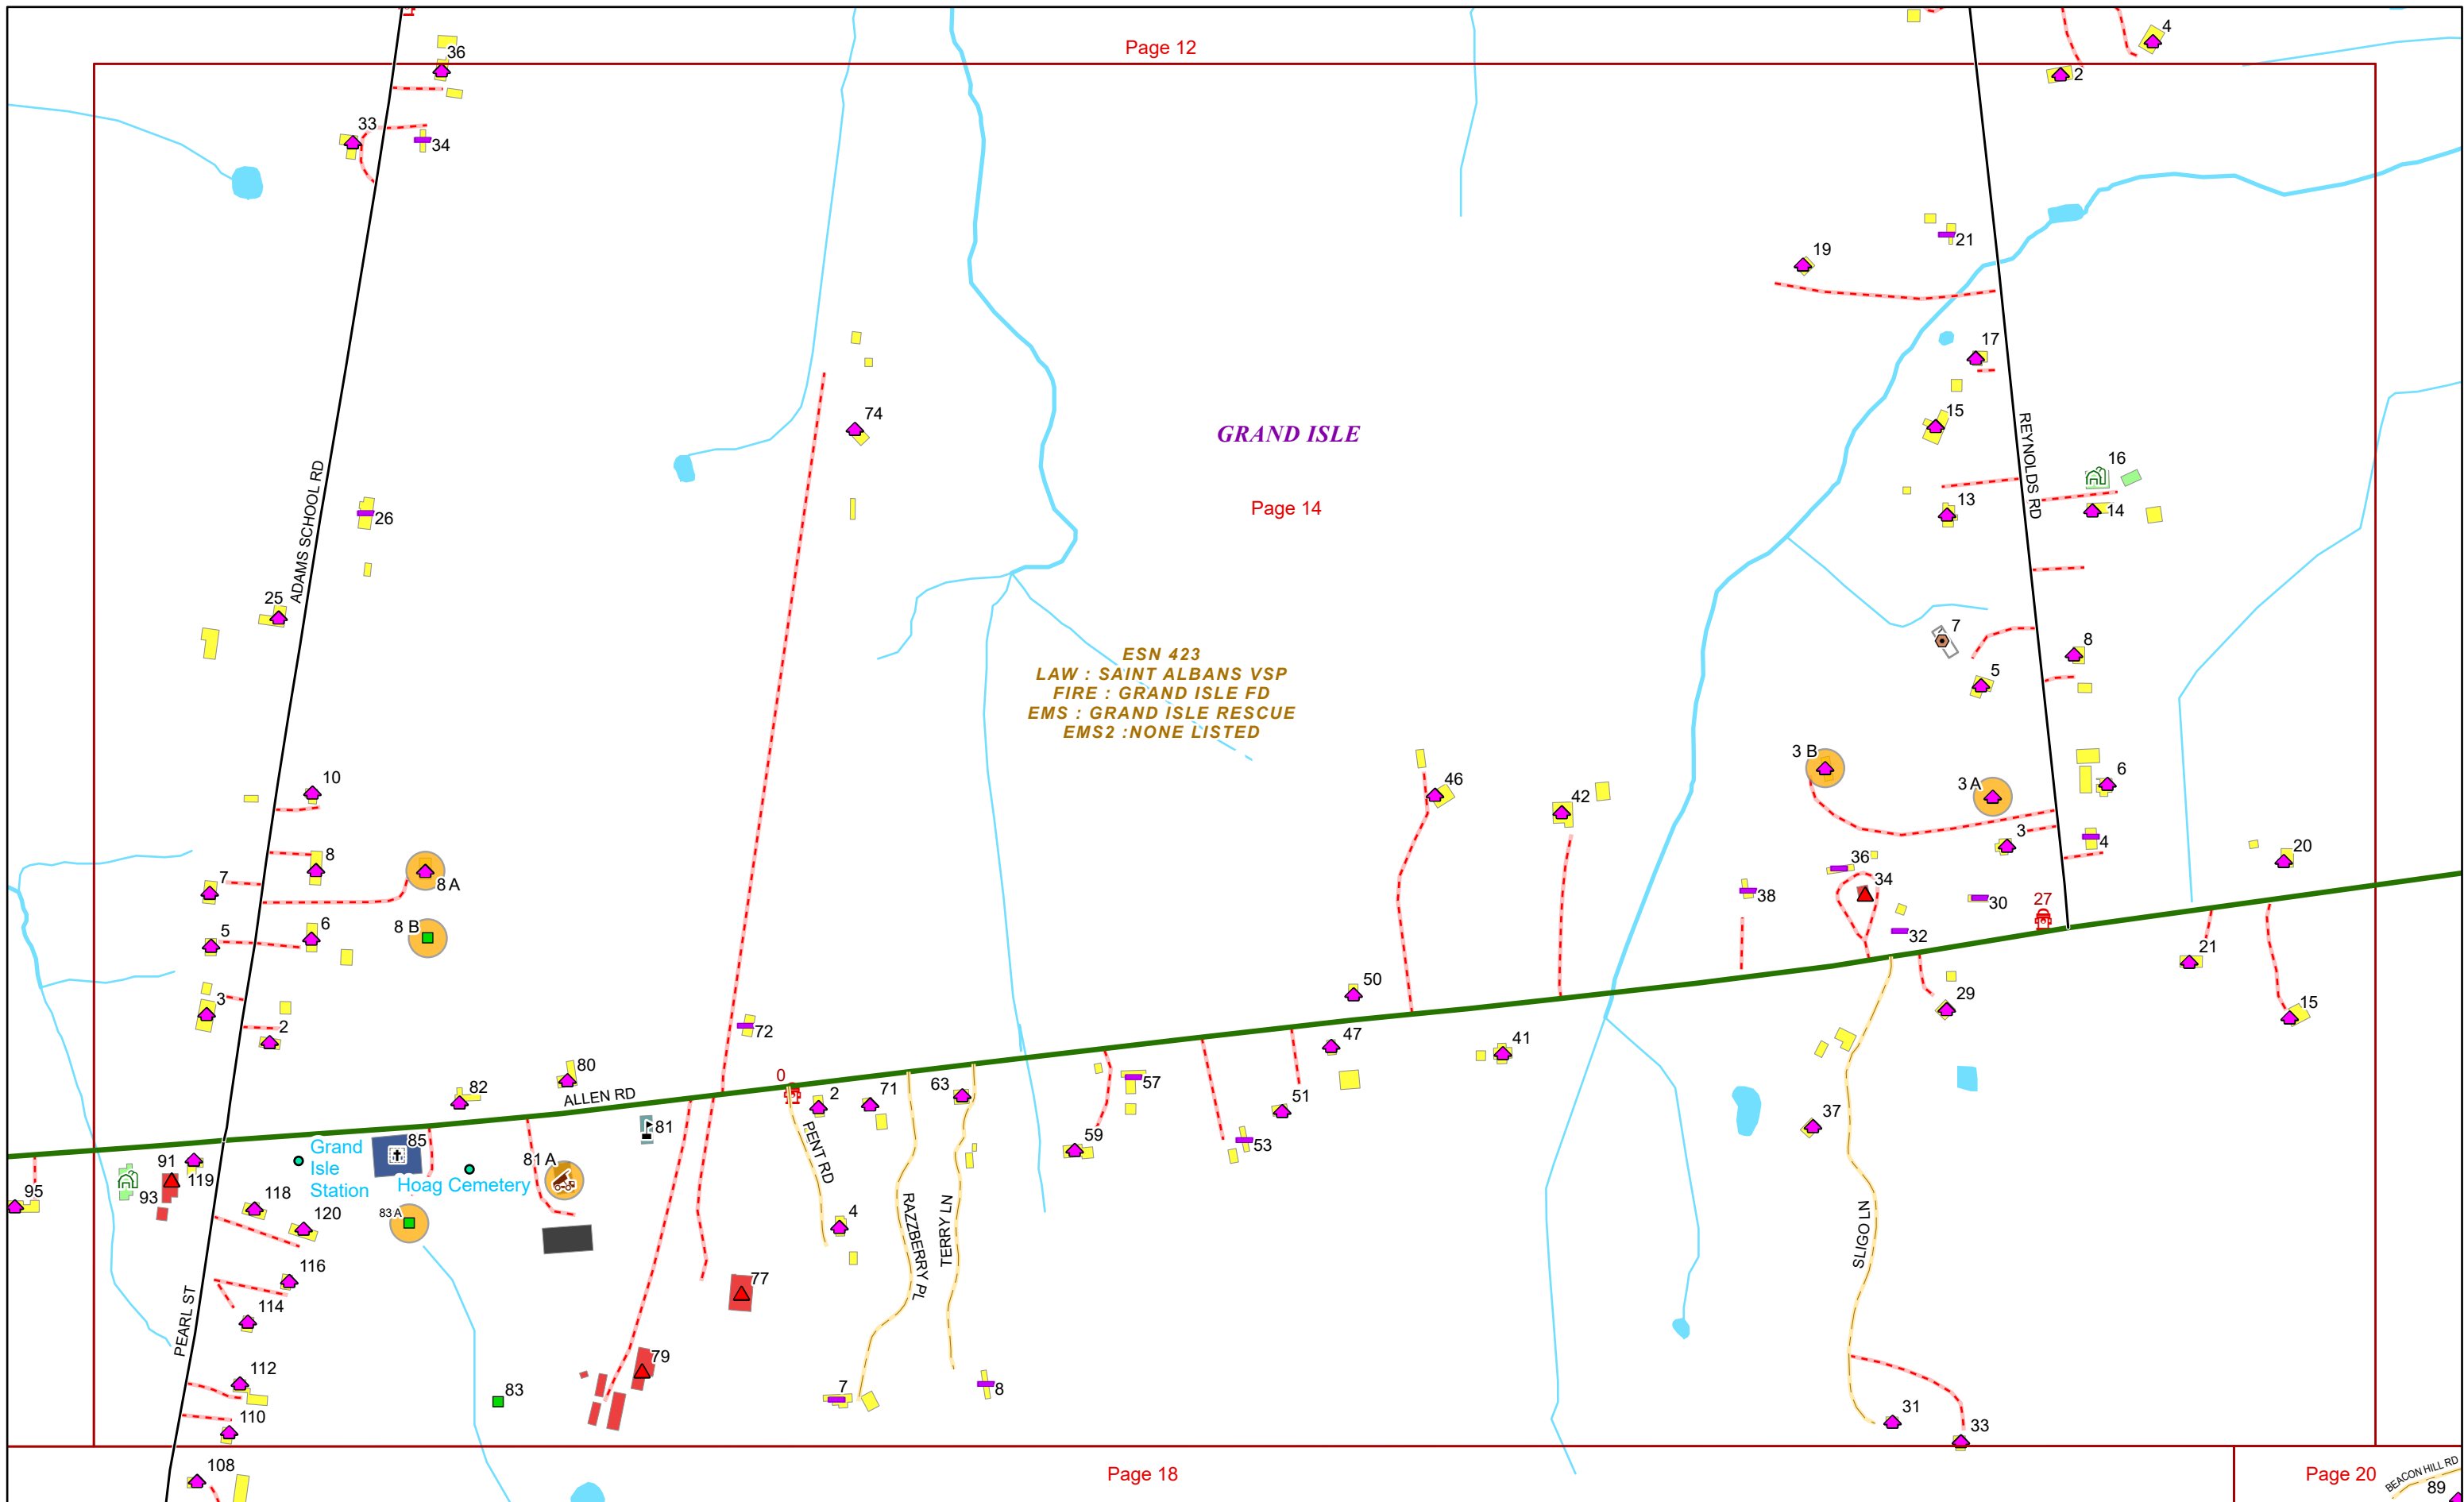 Page 12
36
4
2
33
34
21
19
17
74
15
GRAND ISLE
REYNOLDS RD
16
Page 14
13
14
ADAMS SCHOOL RD
26
25
7
8
ESN 423
LAW : SAINT ALBANS VSP
FIRE : GRAND ISLE FD
EMS : GRAND ISLE RESCUE
EMS2 :NONE LISTED
5
3 B
10
46
42
3 A
6
3
4
8
36
20
7
8 A
34
38
30
27
6
8 B
5
32
21
50
3
29
15
2
72
47
41
80
0
57
82
ALLEN RD
71
63
2
51
37
81
85
Grand
Isle
Station
53
59
PENT RD
91
81 A
119
Hoag Cemetery
95
93
118
RAZZBERRY PL
TERRY LN
SLIGO LN
120
83 A
4
116
77
114
PEARL ST
79
112
7
8
83
110
31
33
108
Page 18
Page 20
BEACON HILL RD
89